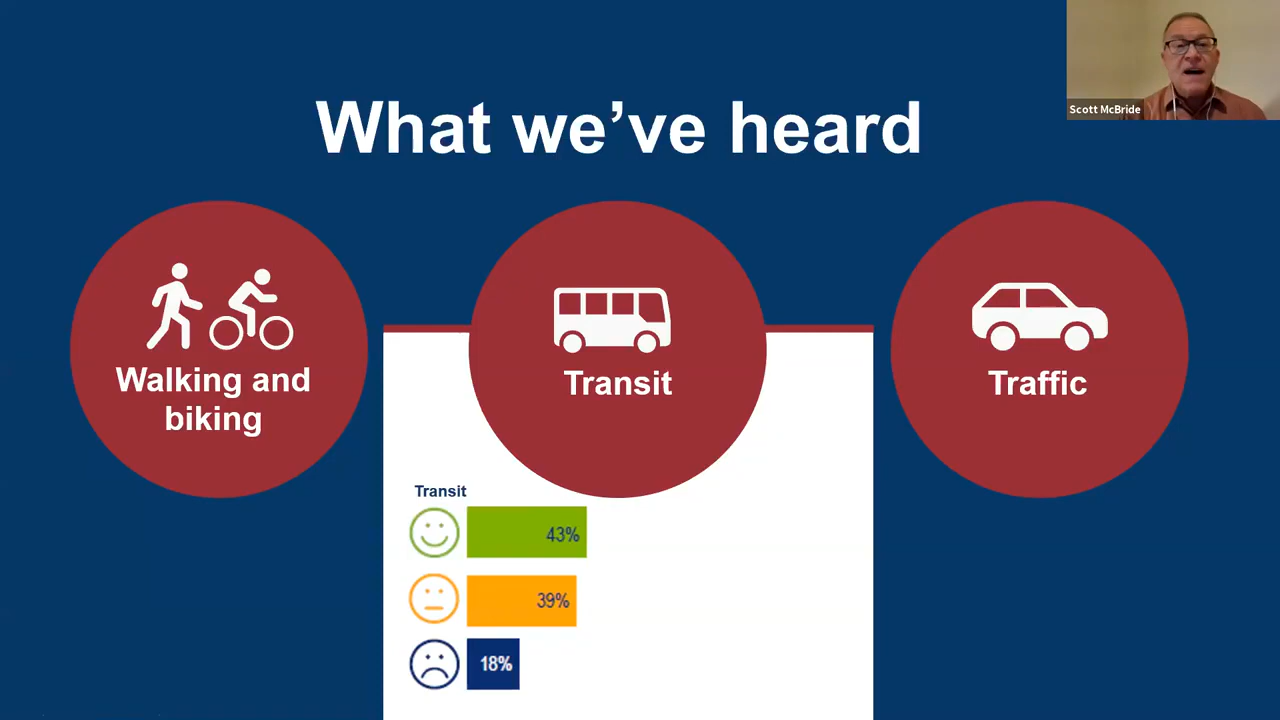 Scott McBride
What we've heard
Walking and
biking
Transit
Traffic
Transit
43%
39%
18%